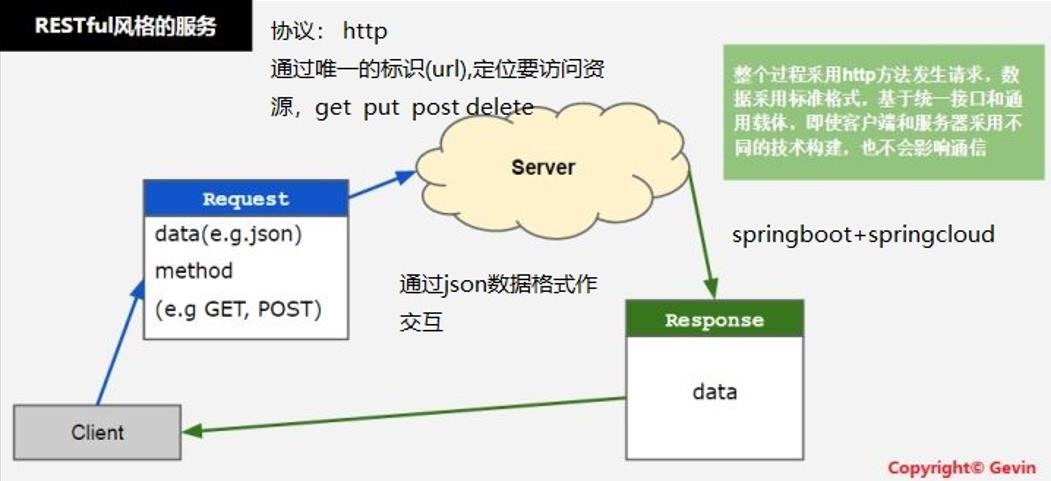 RESTful风格的服务
协议： http
通过唯一的标识(url),定位要访问资
源，get put post delete
整个过程采用http方法发生请求，数
据采用标准格式，基于统一接口和通
用载体，即使客户端和服务器采用不
同的技术构建，也不会影响通信
Server
Request
data(e.g.json)
method
(e.g GET, POST)
springboot+springcloud
通过json数据格式作
交互
Response
data
Client
Copyright© Gevin